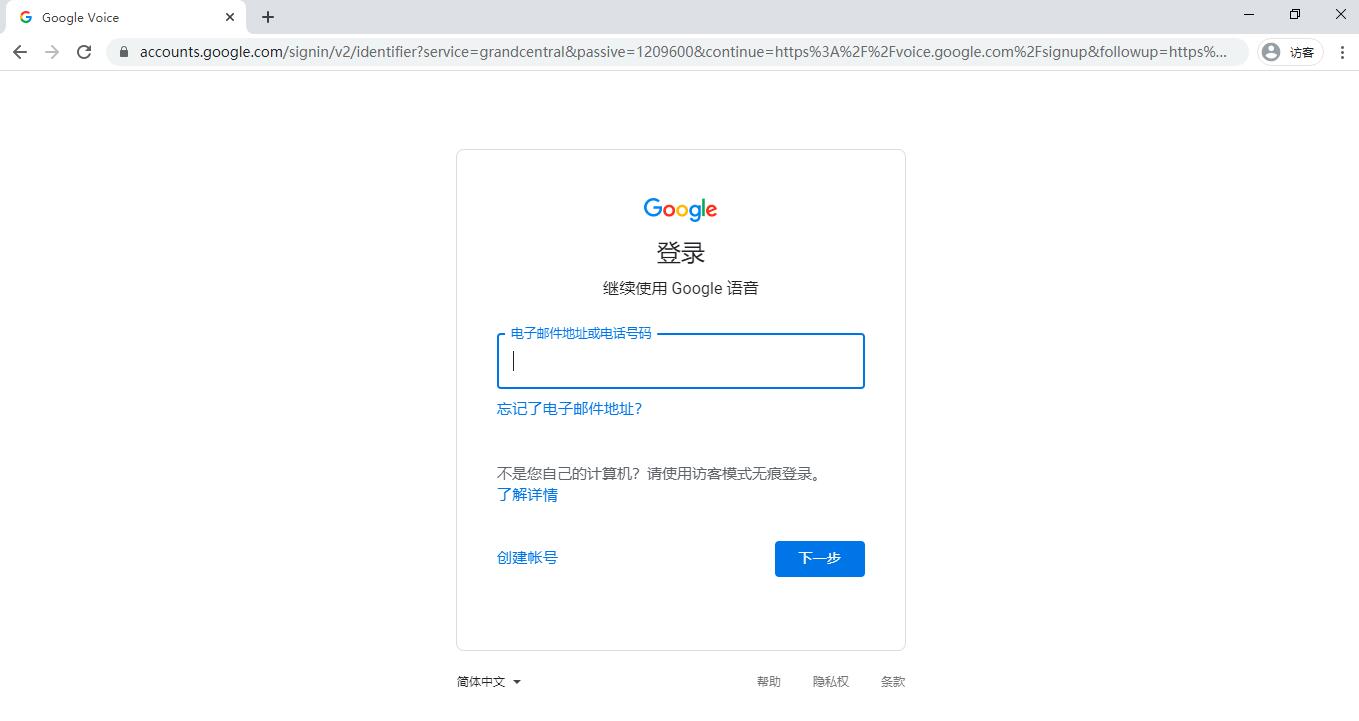 Google Voice
accounts.google.com/signin/v2/identifier?service=grandcentral&passive=1209600&continue=https%3A%2F%2Fvoice.google.com%2Fsignup&followup=https%...
访客
Google
登录
继续使用 Google 语音
电子邮件地址或电话号码
忘记了电子邮件地址?
不是您自己的计算机？请使用访客模式无痕登录。
了解详情
创建帐号
下一步
简体中文
帮助 隐私权 条款